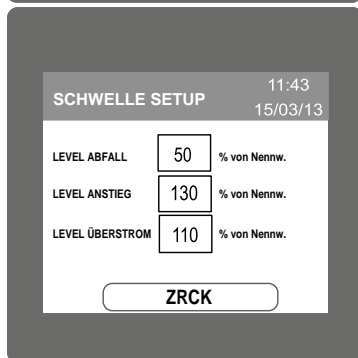 11:43
SCHWELLE SETUP
15/03/13
LEVEL ABFALL 50 % von Nennw.
LEVEL ANSTIEG 130 % von Nennw.
LEVEL ÜBERSTROM 110 % von Nennw.
ZRCK